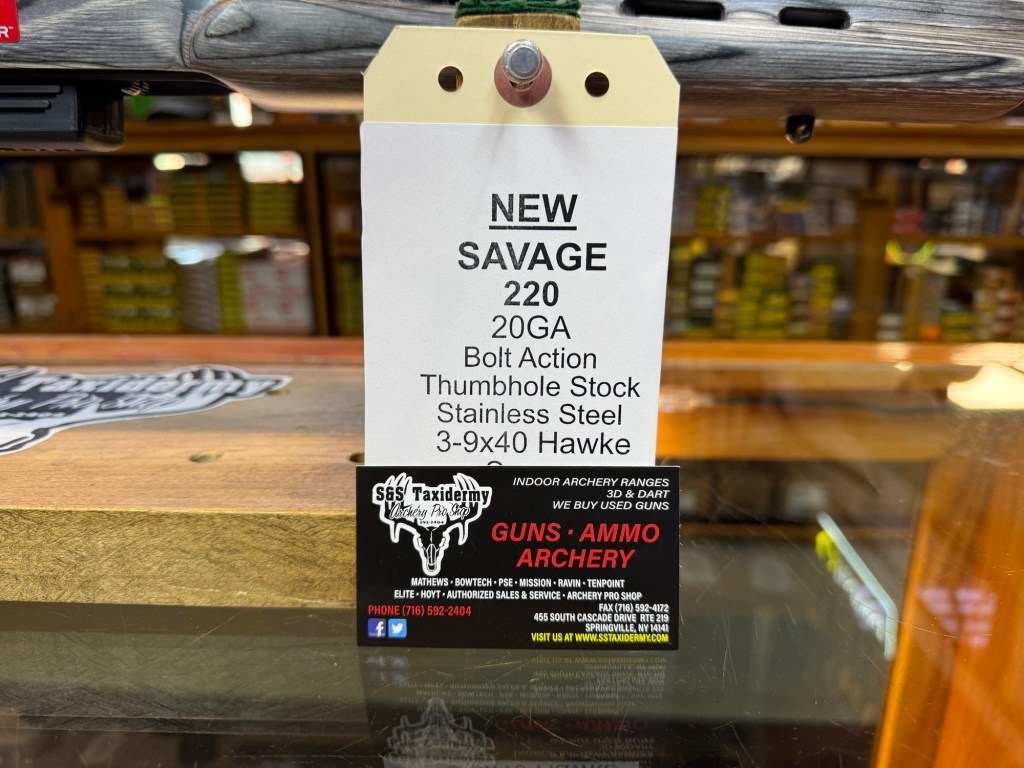 R
NEW
SAVAGE
220
20GA
Bolt Action
Thumbhole Stock
Stainless Steel
3-9x40 Hawke
Taxidermy
S&S Taxidermy
Archery Pro Shop
592-2404
INDOOR ARCHERY RANGES
3D & DART
WE BUY USED GUNS
GUNS · AMMO
ARCHERY
MATHEWS • BOWTECH • PSE • MISSION • RAVIN • TENPOINT
ELITE • HOYT • AUTHORIZED SALES & SERVICE • ARCHERY PRO SHOP
PHONE (716) 592-2404
FAX (716) 592-4172
455 SOUTH CASCADE DRIVE RTE 219
SPRINGVILLE, NY 14141
VISIT US AT WWW.SSTAXIDERMY.COM